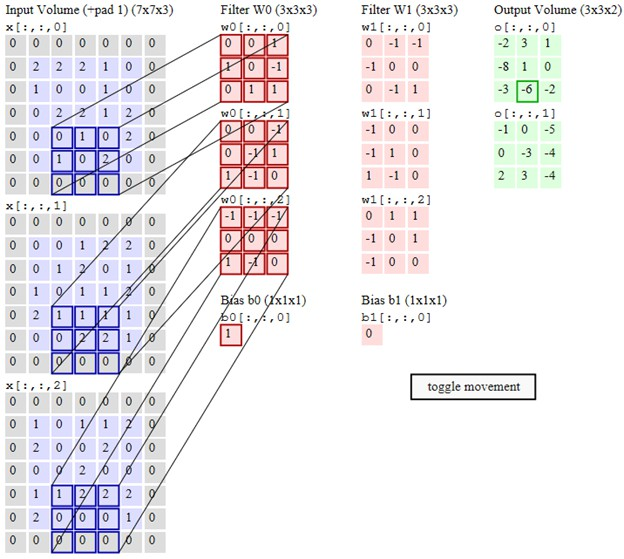 Input Volume (+pad 1) (7x7x3)
x[:,:,0]
0 0 0 0 0 0 0
0 2 2 2 1 0 0
0 1 0 0 1 0 0
0 0 2 2 1 2 0
0 0 0 1 0 2 0
0 0 1 0 2 0 0
0 0 0 0 0 0 0
x[:,:,1]
0 0 0 0 0 0 0
0 0 0 1 2 2 0
0 0 1 2 0 1 0
0 1 0 1 1 2 0
0 2 1 1 1 1 0
0 0 0 2 2 1 0
0 0 0 0 0 0 0
x[:,:,2]
0 0 0 0 0 0 0
0 1 0 1 1 2 0
0 2 0 0 2 0 0
0 0 0 2 0 0 0
0 1 1 2 2 2 0
0 2 0 0 0 1 0
0 0 0 0 0 0 0
Filter W0 (3x3x3)
w0[:,:,0]
0 0 1
1 0 -1
0 1 1
w0[:,:,1]
0 0 -1
0 -1 1
1 -1 0
w0[:,:,2]
-1 -1 -1
0 0 0
1 -1 0
Bias b0 (1x1x1)
b0[:,:,0]
1
Filter W1 (3x3x3)
w1[:,:,0]
0 -1 -1
-1 0 0
0 -1 1
w1[:,:,1]
-1 0 0
-1 1 0
1 -1 0
w1[:,:,2]
0 1 1
-1 0 1
-1 0 0
Bias b1 (1x1x1)
b1[:,:,0]
0
Output Volume (3x3x2)
o[:,:,0]
-2 3 1
-8 1 0
-3 -6 -2
o[:,:,1]
-1 0 -5
0 -3 -4
2 3 -4
toggle movement